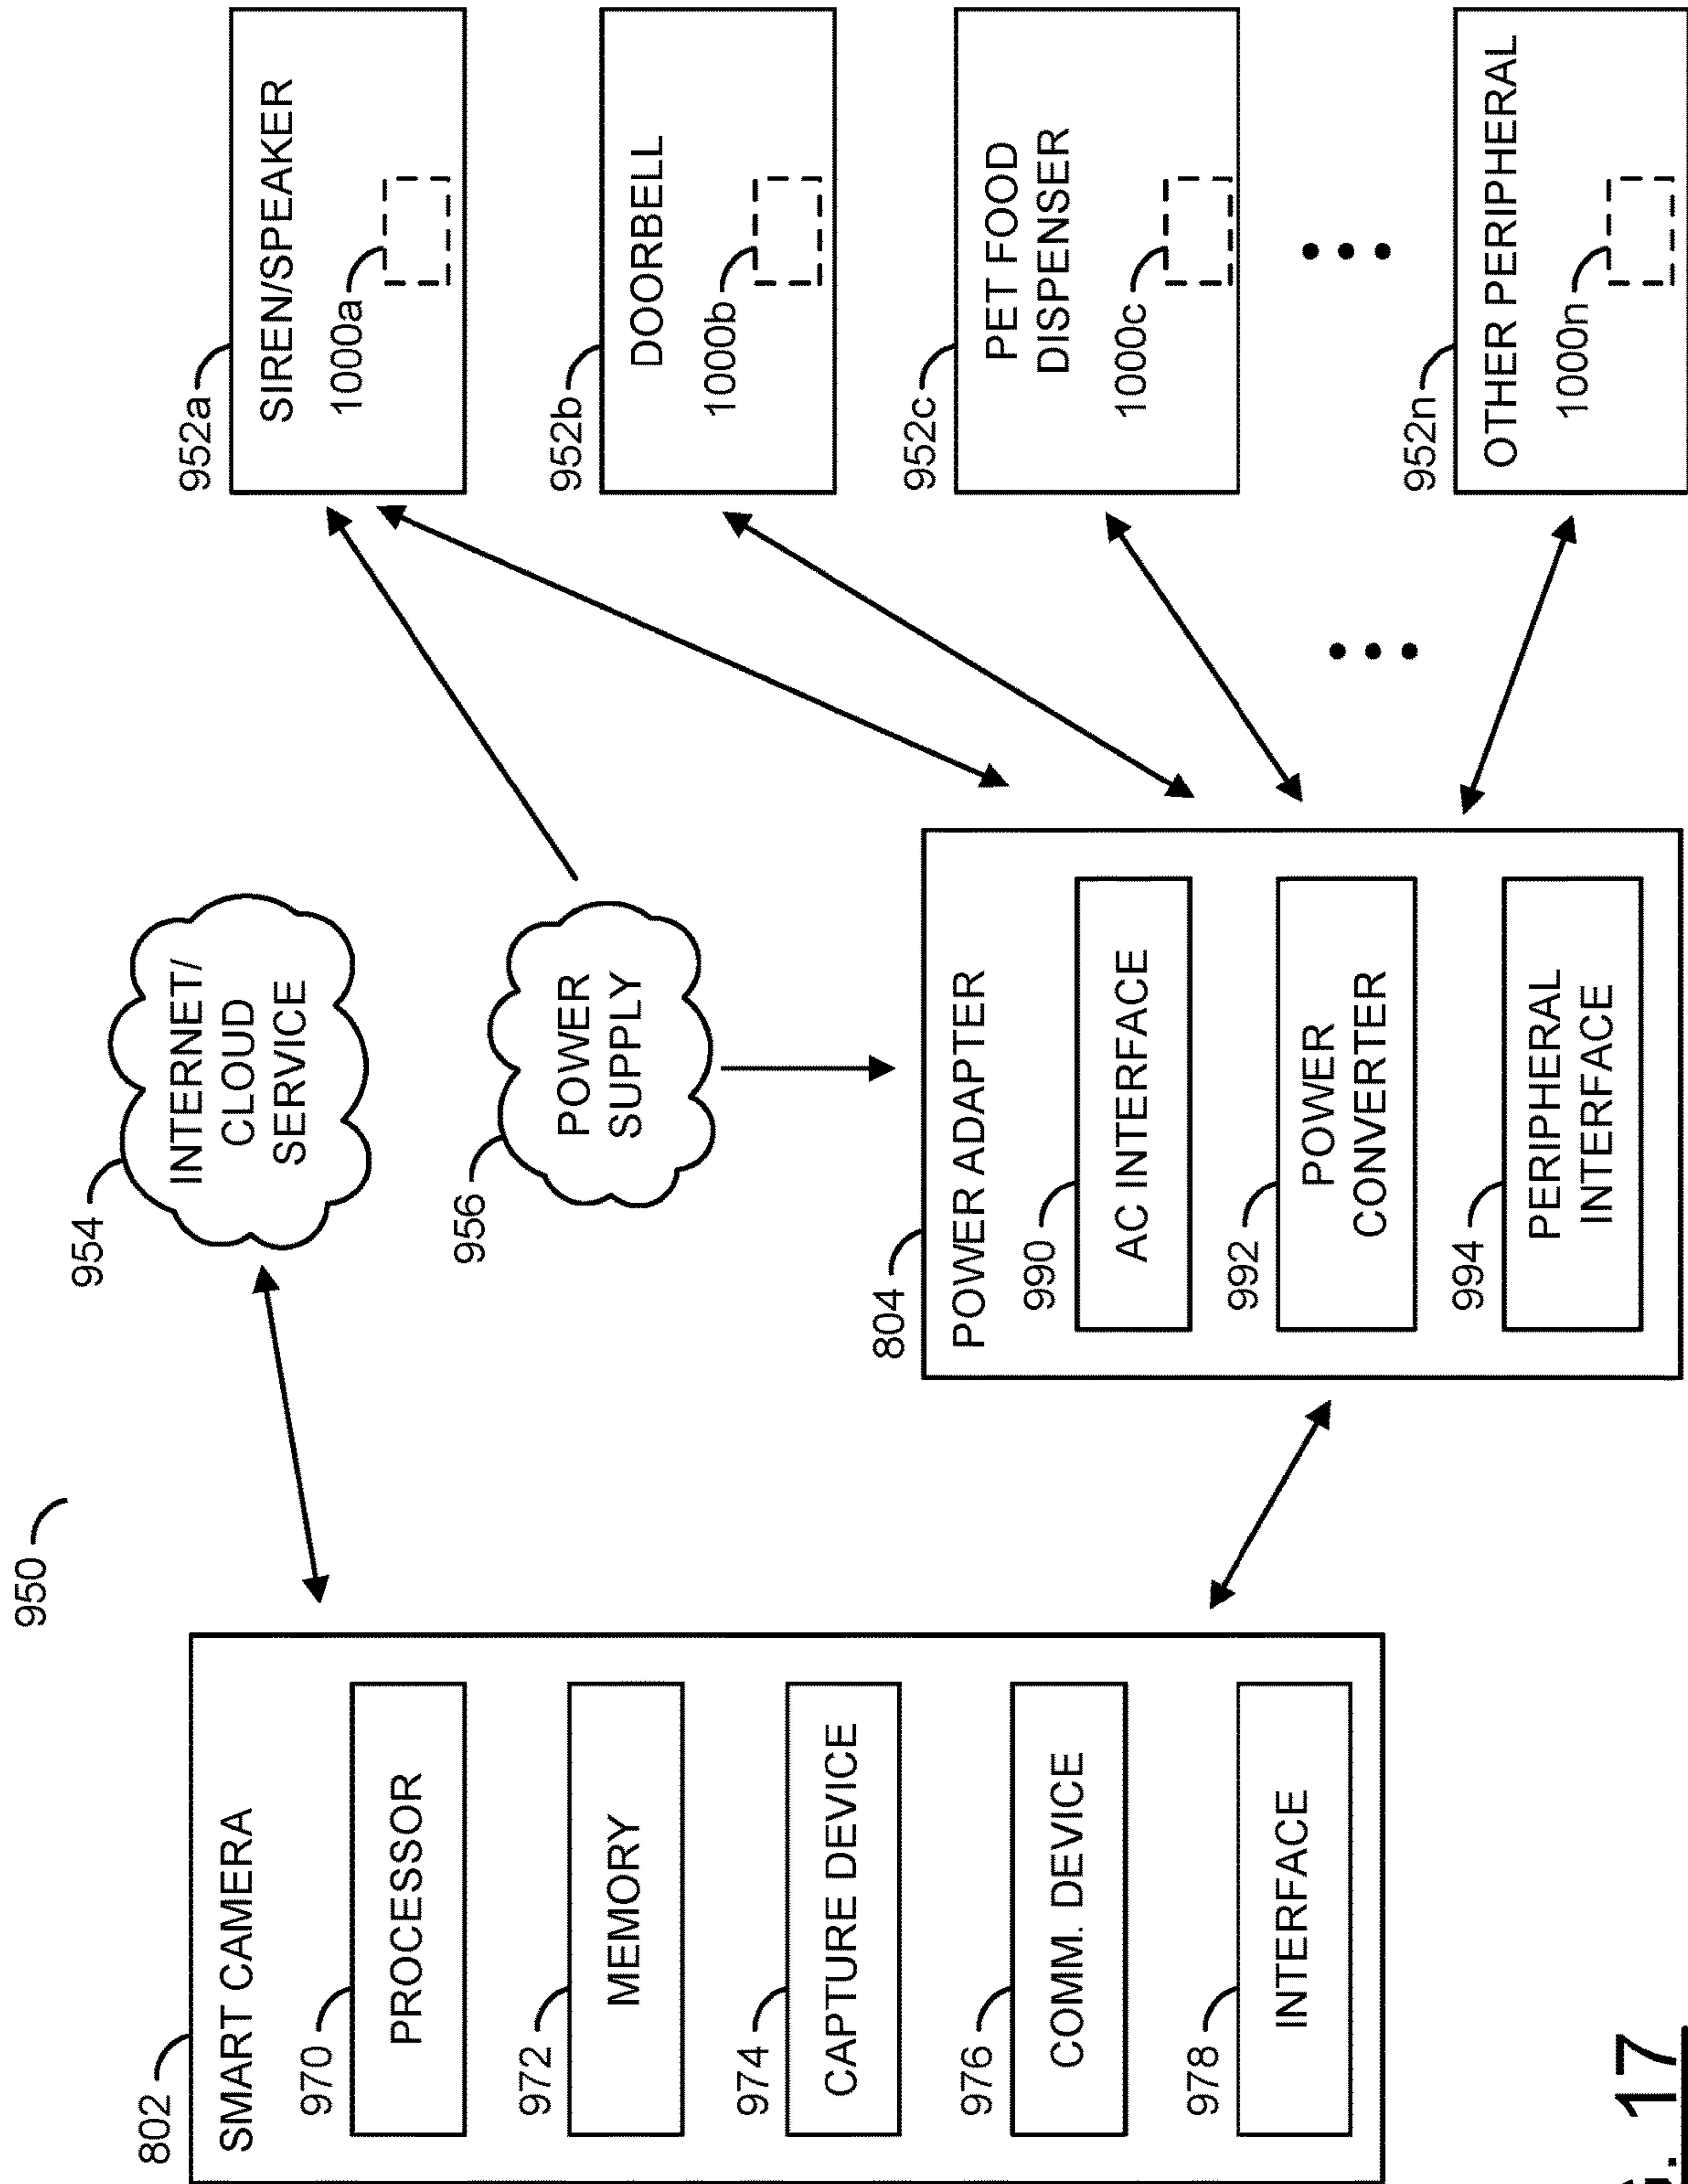 950
802
SMART CAMERA
970
PROCESSOR
972
MEMORY
974
CAPTURE DEVICE
976
COMM. DEVICE
978
INTERFACE
954
INTERNET/
CLOUD
SERVICE
956
POWER
SUPPLY
804
POWER ADAPTER
990
AC INTERFACE
992
POWER
CONVERTER
994
PERIPHERAL
INTERFACE
952a
SIREN/SPEAKER
1000a
952b
DOORBELL
1000b
952c
PET FOOD
DISPENSER
1000c
952n
OTHER PERIPHERAL
1000n
17